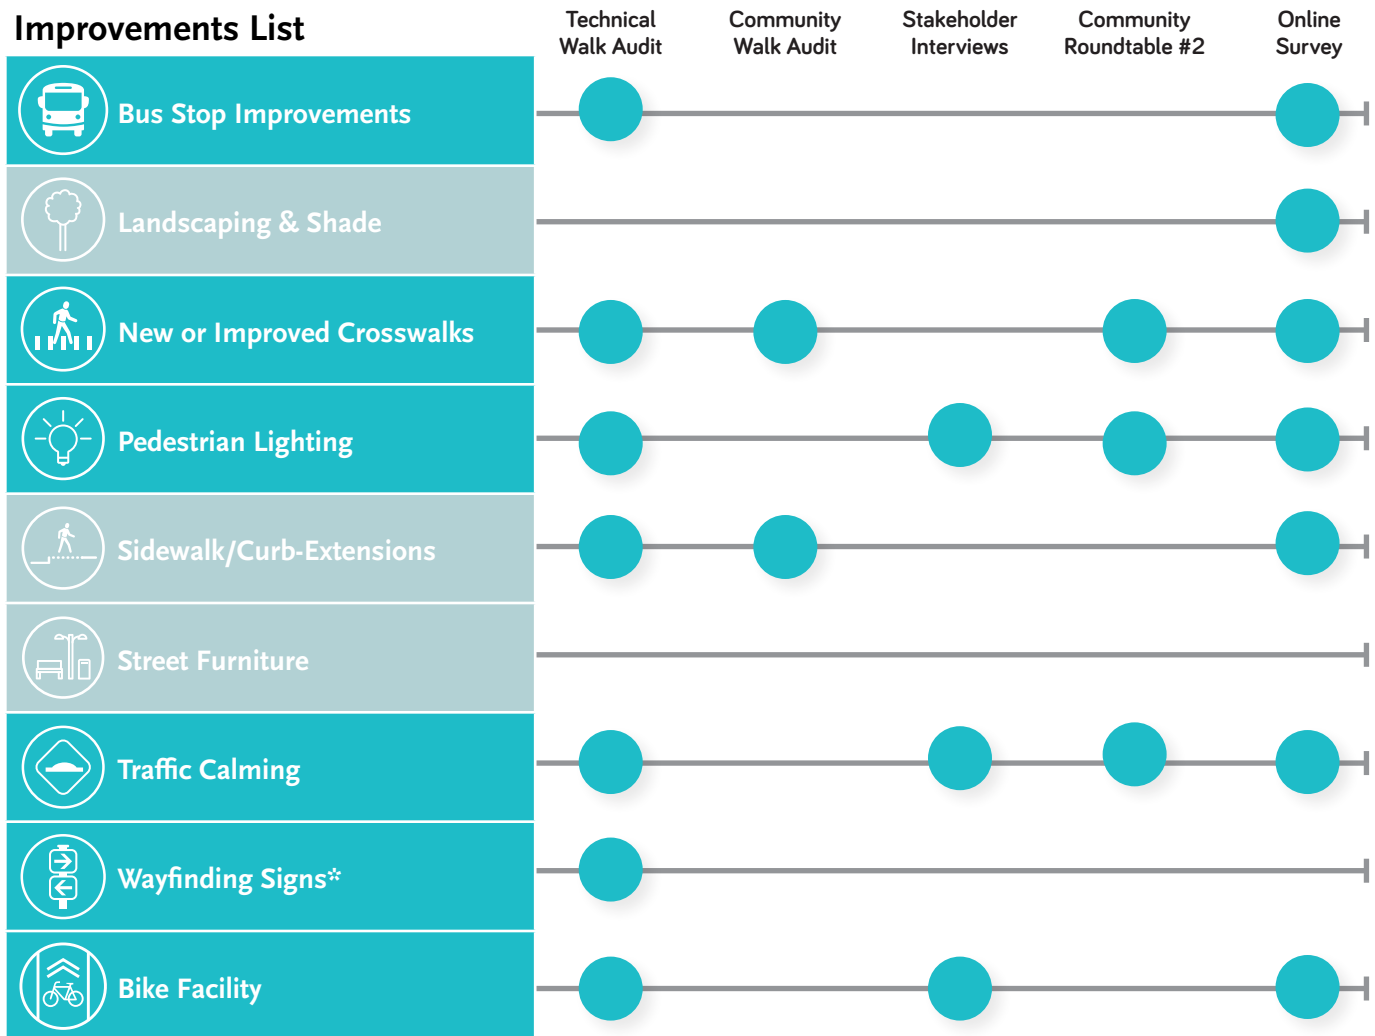 Improvements List
Technical
Walk Audit
Community
Walk Audit
Stakeholder
Interviews
Community
Roundtable #2
Online
Survey
Bus Stop Improvements
Landscaping & Shade
New or Improved Crosswalks
Pedestrian Lighting
Sidewalk/Curb-Extensions
Street Furniture
Traffic Calming
Wayfinding Signs*
Bike Facility